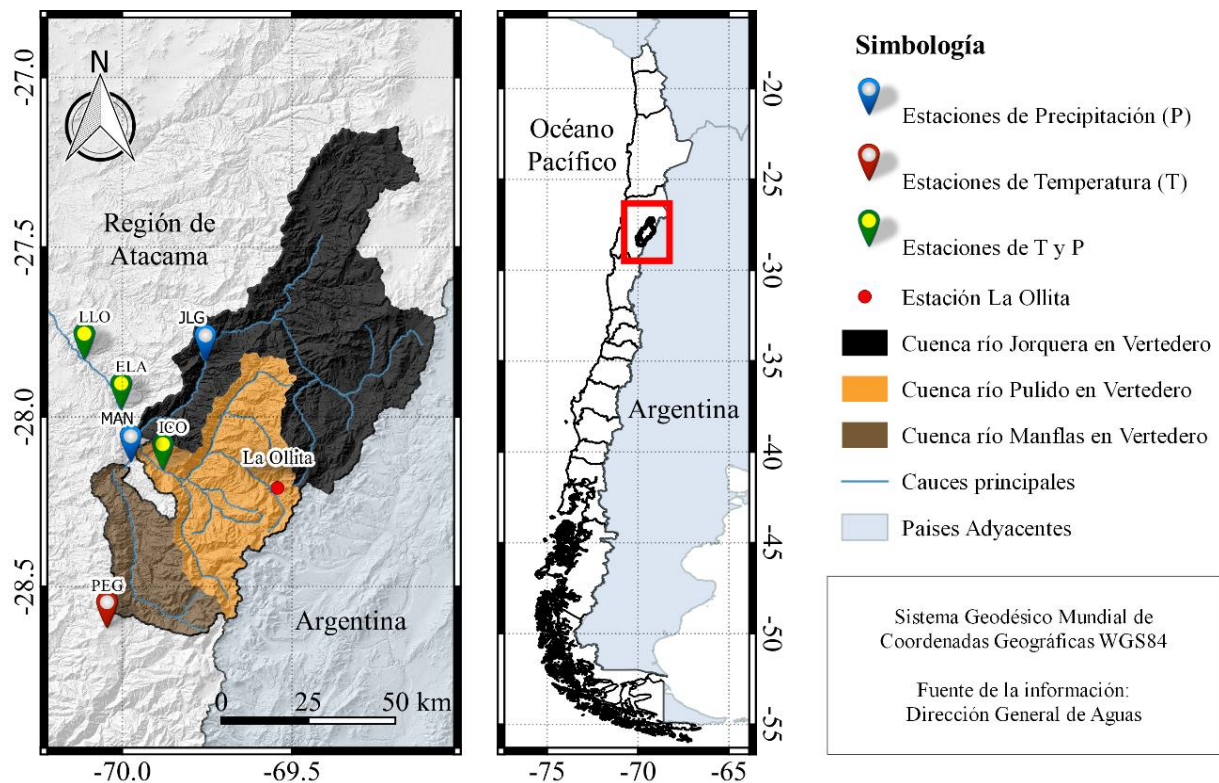 -27.0
-27.5
-28.0
-28.5
N
Región de
Atacama
LLO
JLG
ELA
MAN
ICO
La Ollita
PEG
Argentina
0 25 50 km
-70.0 -69.5
Océano
Pacífico
Argentina
-20
-25
-30
-35
-40
-45
-50
-55
-75 -70 -65
Simbología
Estaciones de Precipitación (P)
Estaciones de Temperatura (T)
Estaciones de T y P
Estación La Ollita
Cuenca río Jorquera en Vertedero
Cuenca río Pulido en Vertedero
Cuenca río Manflas en Vertedero
Cauces principales
Paises Adyacentes
Sistema Geodésico Mundial de
Coordenadas Geográficas WGS84
Fuente de la información:
Dirección General de Aguas